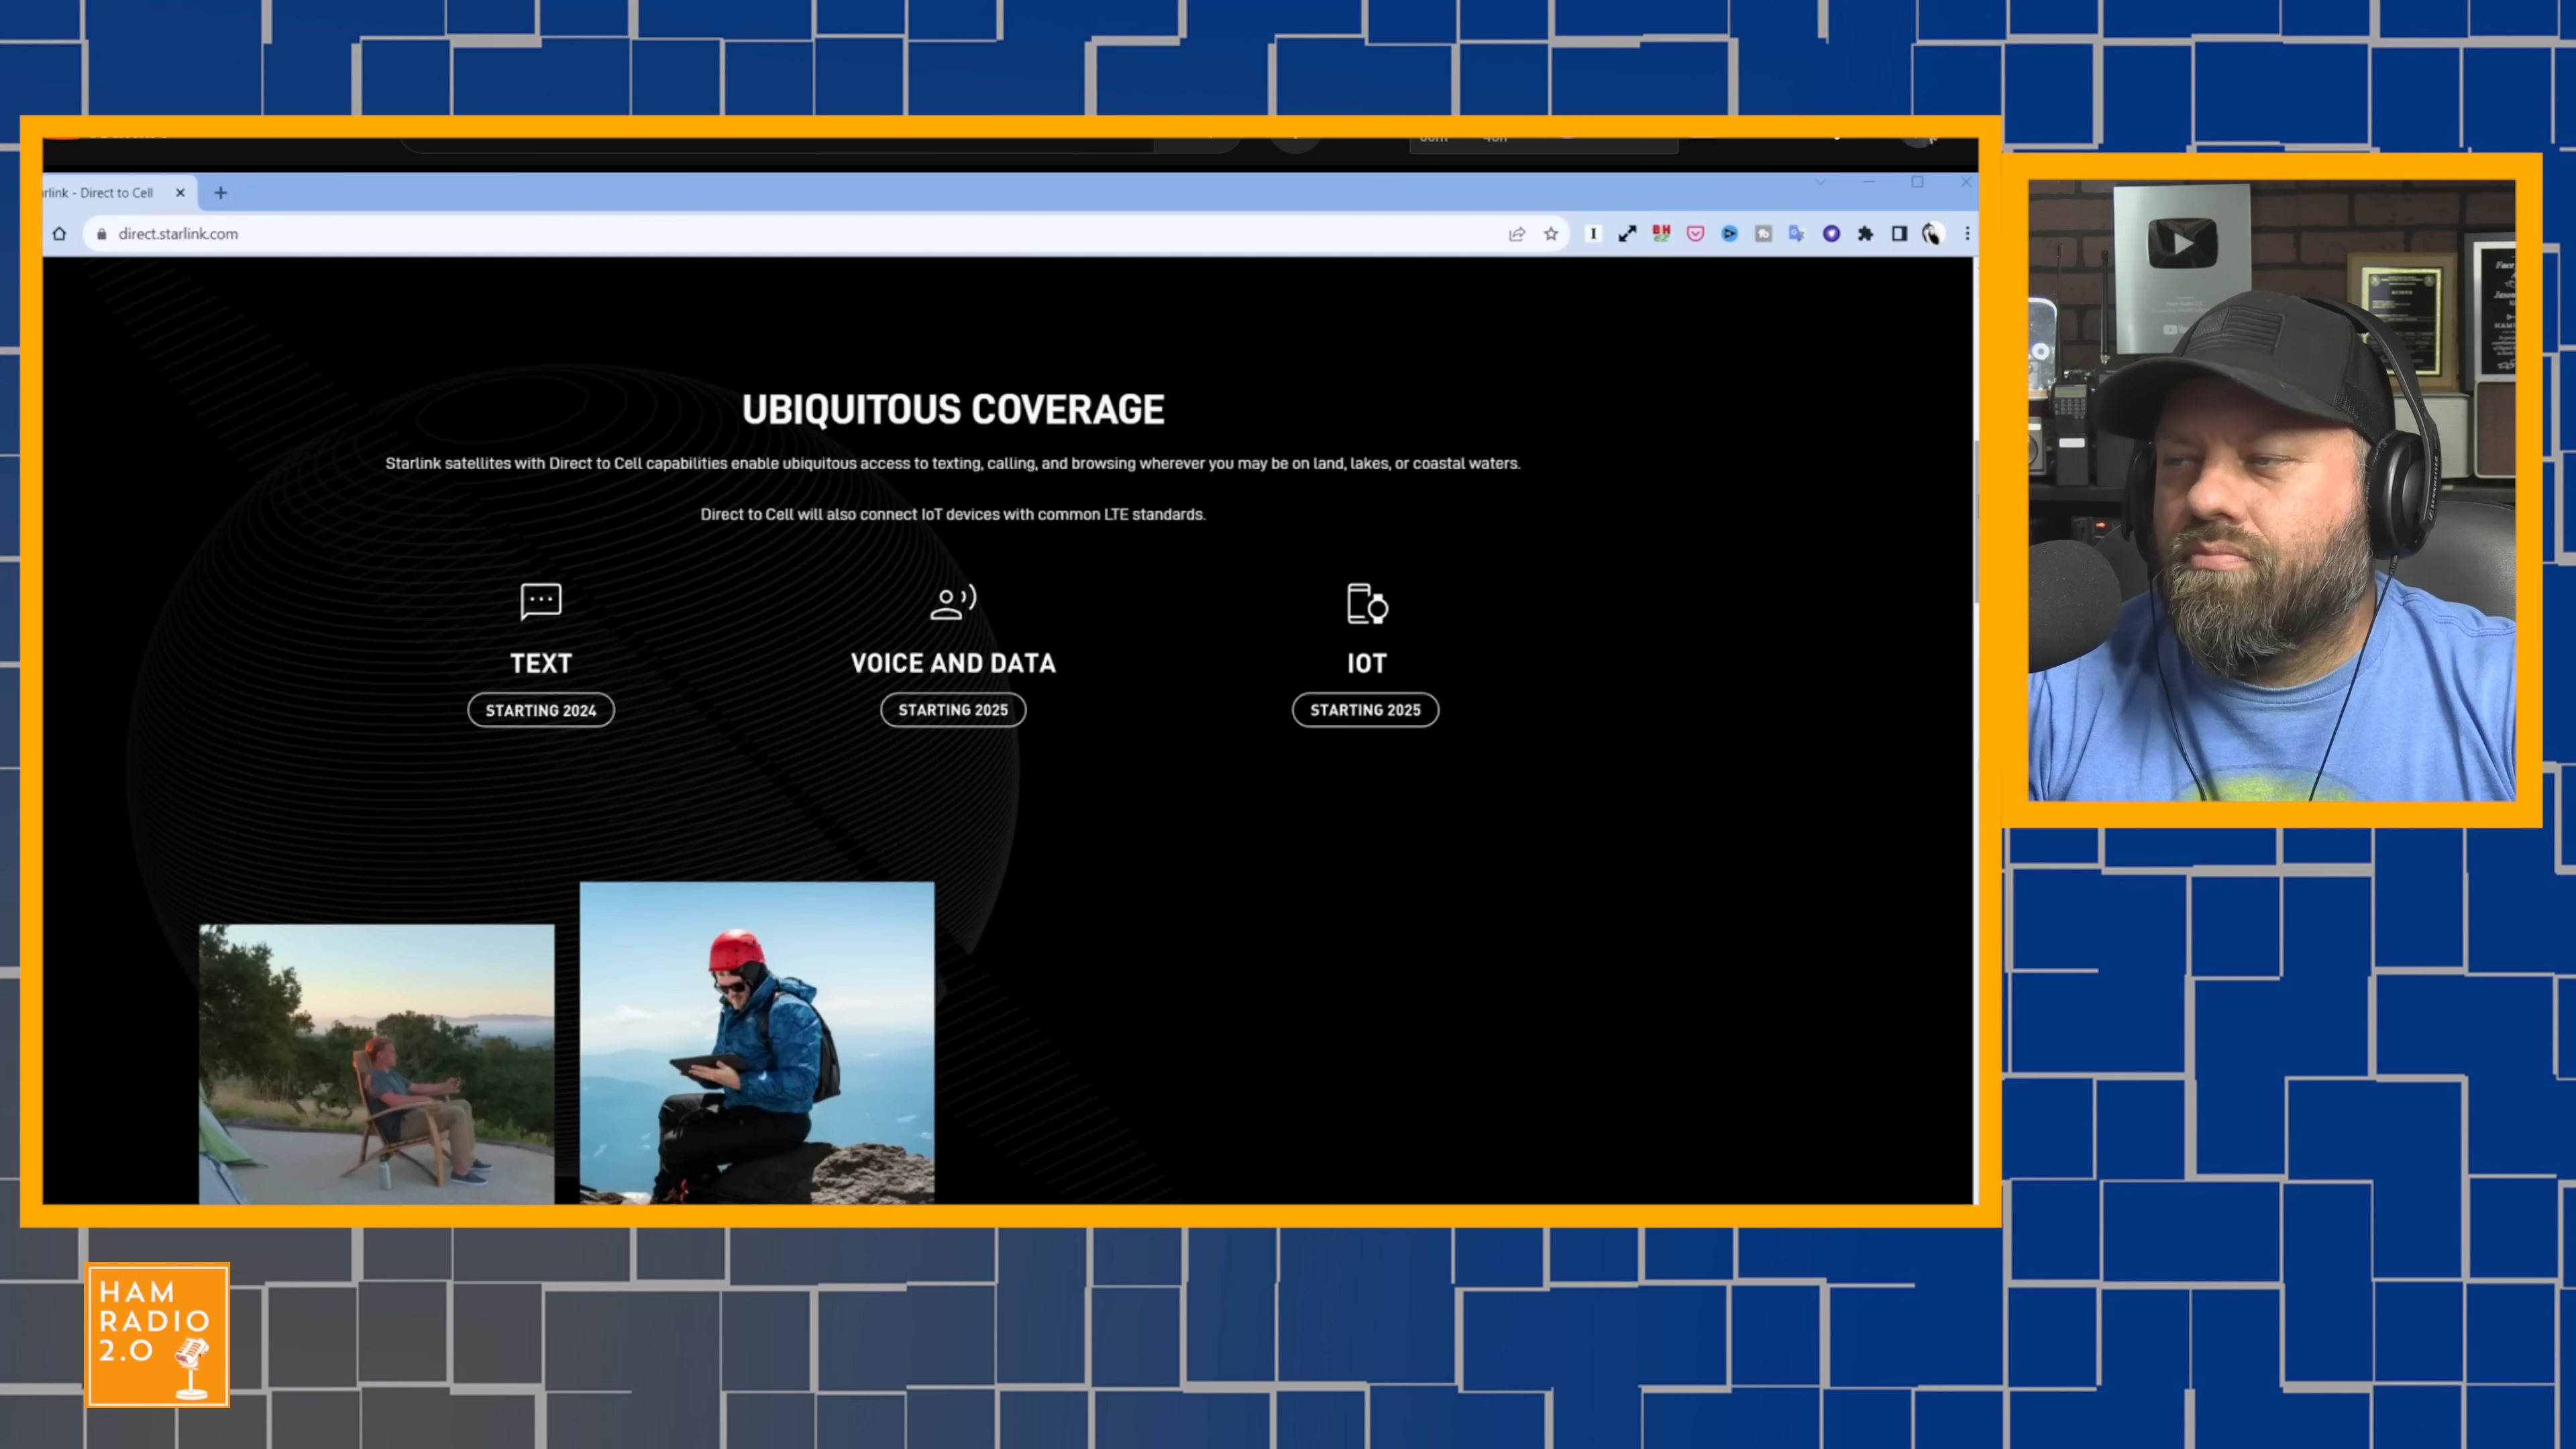 rlink - Direct to Cell
direct.starlink.com
UBIQUITOUS COVERAGE
Starlink satellites with Direct to Cell capabilities enable ubiquitous access to texting, calling, and browsing wherever you may be on land, lakes, or coastal waters.
Direct to Cell will also connect IoT devices with common LTE standards.
TEXT
STARTING 2024
VOICE AND DATA
STARTING 2025
IOT
STARTING 2025
HAM
RADIO
2.0